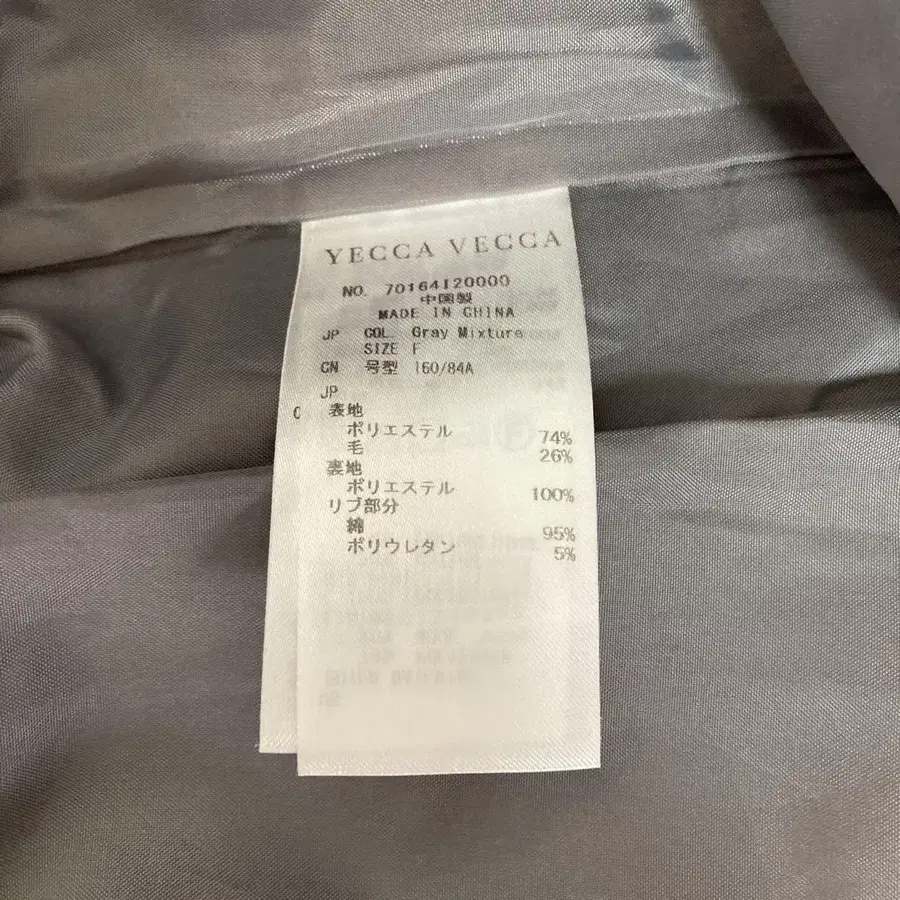 YECCA VECCA
NO. 70164120000
中国製
MADE IN CHINA
JP COL. Gray Mixture
SIZE F
CN 号型 160/84A
JP
表地
ポリエステル 74%
毛 26%
裏地
ポリエステル 100%
リブ部分
綿 95%
ポリウレタン 5%